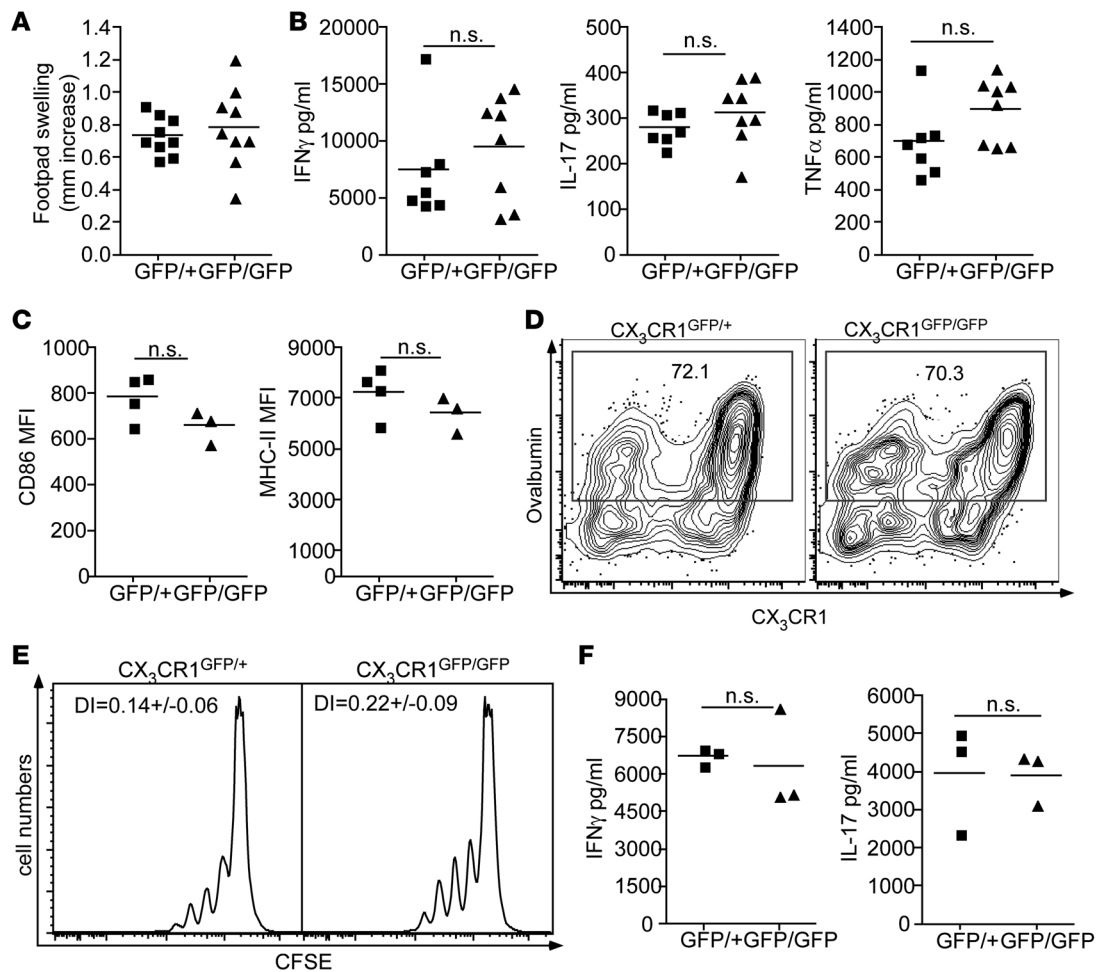 A
Footpad swelling
(mm increase)
1.4
1.2
1.0
0.8
0.6
0.4
0.2
0.0
GFP/+GFP/GFP
B
IFNγ pg/ml
20000
15000
10000
5000
0
n.s.
GFP/+GFP/GFP
IL-17 pg/ml
500
400
300
200
100
0
n.s.
GFP/+GFP/GFP
TNFα pg/ml
1400
1200
1000
800
600
400
200
0
n.s.
GFP/+GFP/GFP
C
CD86 MFI
1000
800
600
400
200
0
n.s.
GFP/+GFP/GFP
MHC-II MFI
9000
7000
5000
3000
1000
0
n.s.
GFP/+GFP/GFP
D
CX₃CR1ᴳᶠᴾ/⁺
CX₃CR1ᴳᶠᴾ/ᴳᶠᴾ
72.1
70.3
Ovalbumin
CX₃CR1
E
CX₃CR1ᴳᶠᴾ/⁺
CX₃CR1ᴳᶠᴾ/ᴳᶠᴾ
DI=0.14+/-0.06
DI=0.22+/-0.09
cell numbers
CFSE
F
IFNγ pg/ml
9000
7500
6000
4500
3000
1500
0
n.s.
GFP/+GFP/GFP
IL-17 pg/ml
6000
5000
4000
3000
2000
1000
0
n.s.
GFP/+GFP/GFP